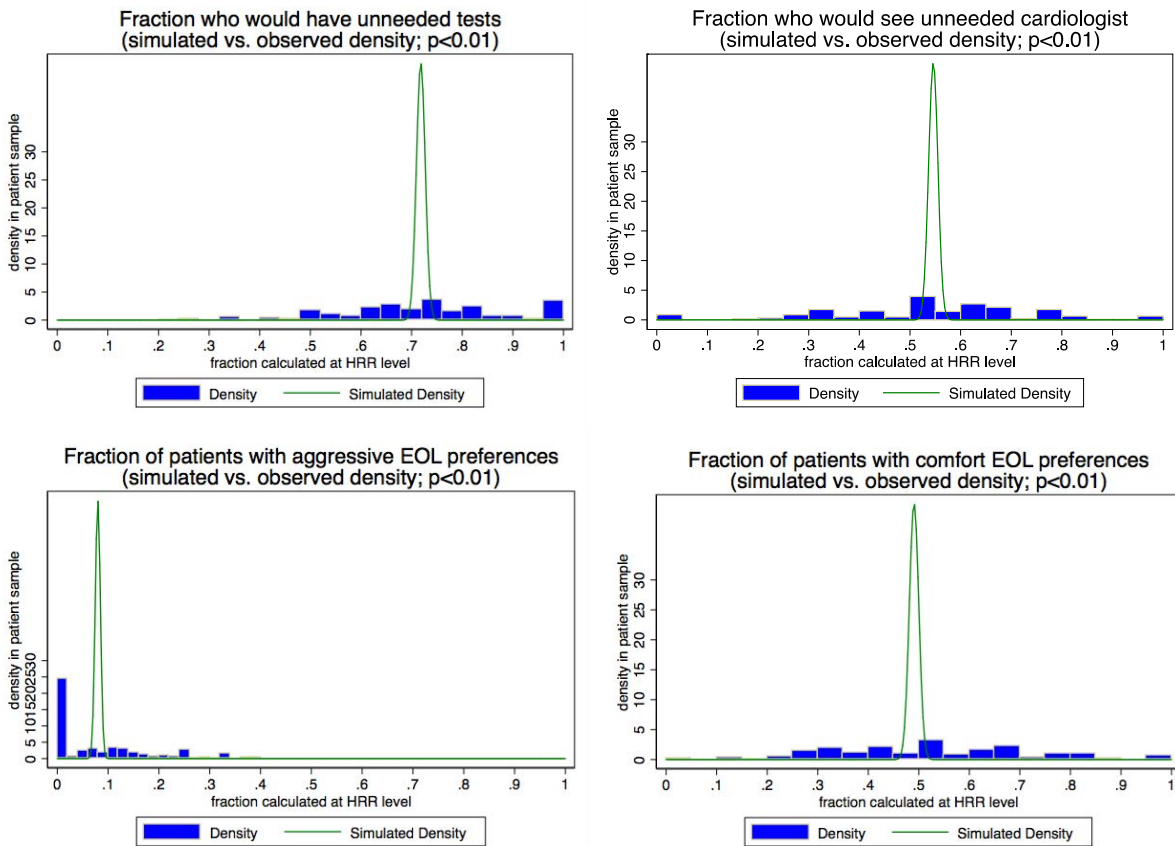 Fraction who would have unneeded tests
(simulated vs. observed density; p<0.01)
density in patient sample
30
25
20
15
10
5
0
0 .1 .2 .3 .4 .5 .6 .7 .8 .9 1
fraction calculated at HRR level
Density Simulated Density
Fraction who would see unneeded cardiologist
(simulated vs. observed density; p<0.01)
density in patient sample
30
25
20
15
10
5
0
0 .1 .2 .3 .4 .5 .6 .7 .8 .9 1
fraction calculated at HRR level
Density Simulated Density
Fraction of patients with aggressive EOL preferences
(simulated vs. observed density; p<0.01)
density in patient sample
30
25
20
15
10
5
0
0 .1 .2 .3 .4 .5 .6 .7 .8 .9 1
fraction calculated at HRR level
Density Simulated Density
Fraction of patients with comfort EOL preferences
(simulated vs. observed density; p<0.01)
density in patient sample
30
25
20
15
10
5
0
0 .1 .2 .3 .4 .5 .6 .7 .8 .9 1
fraction calculated at HRR level
Density Simulated Density